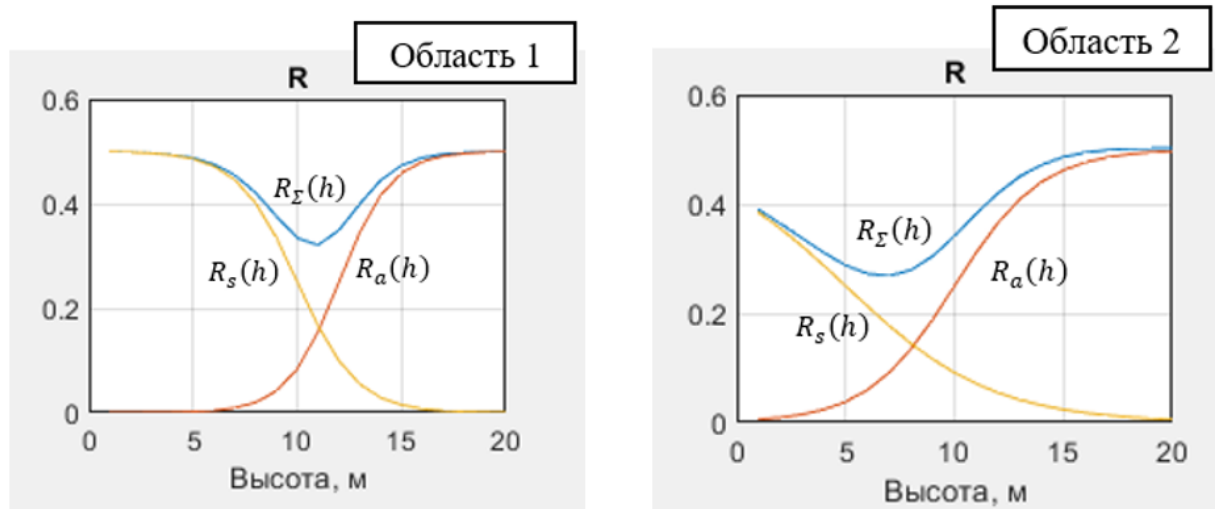 Область 1
R
0.6
0.4
0.2
0
R_Σ(h)
R_s(h)
R_a(h)
0 5 10 15 20
Высота, м
Область 2
R
0.6
0.4
0.2
0
R_Σ(h)
R_a(h)
R_s(h)
0 5 10 15 20
Высота, м